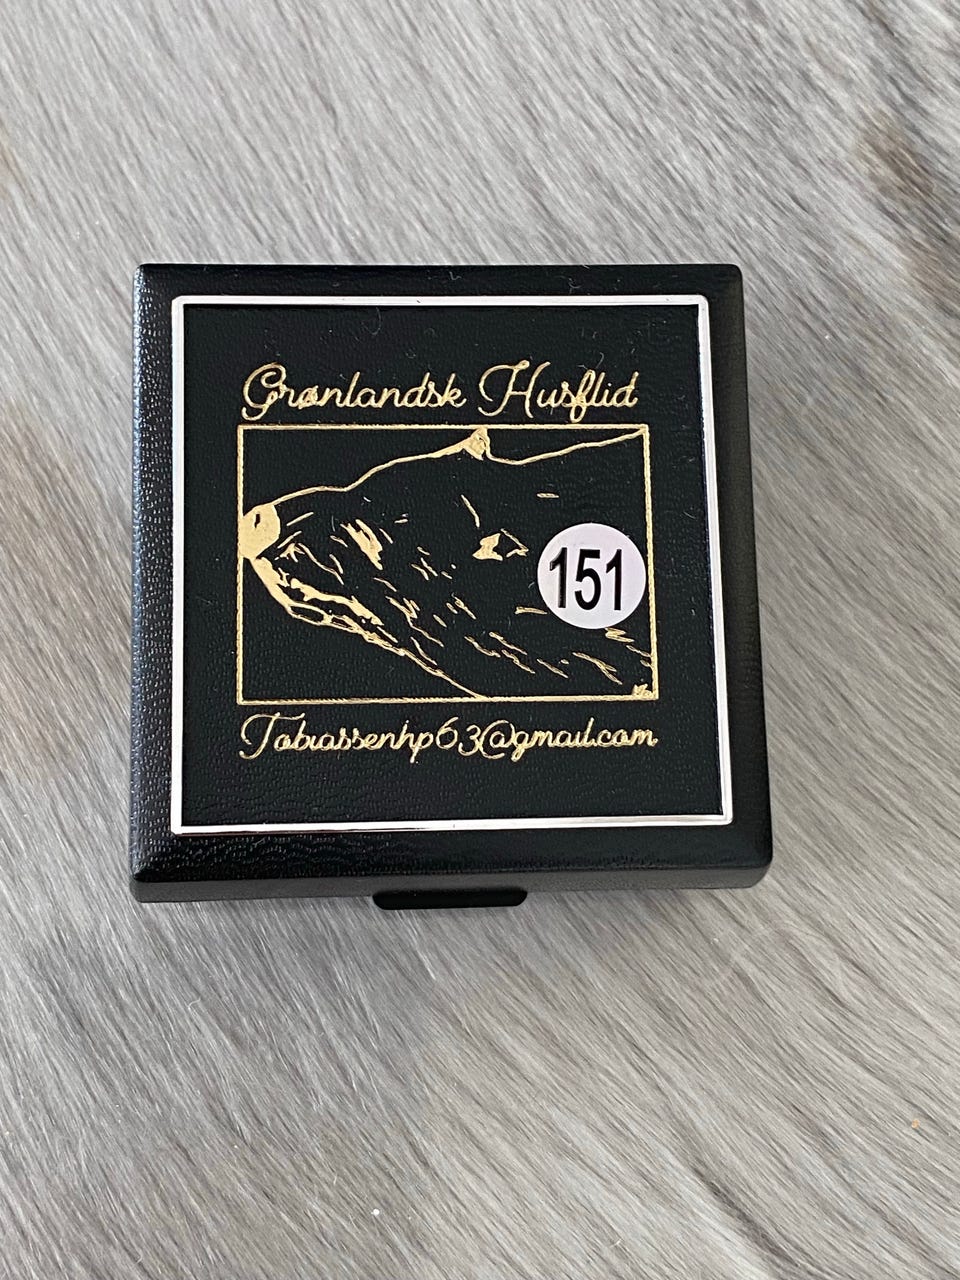 Grønlandsk Husflid
151
Tobiassenhp63@gmail.com